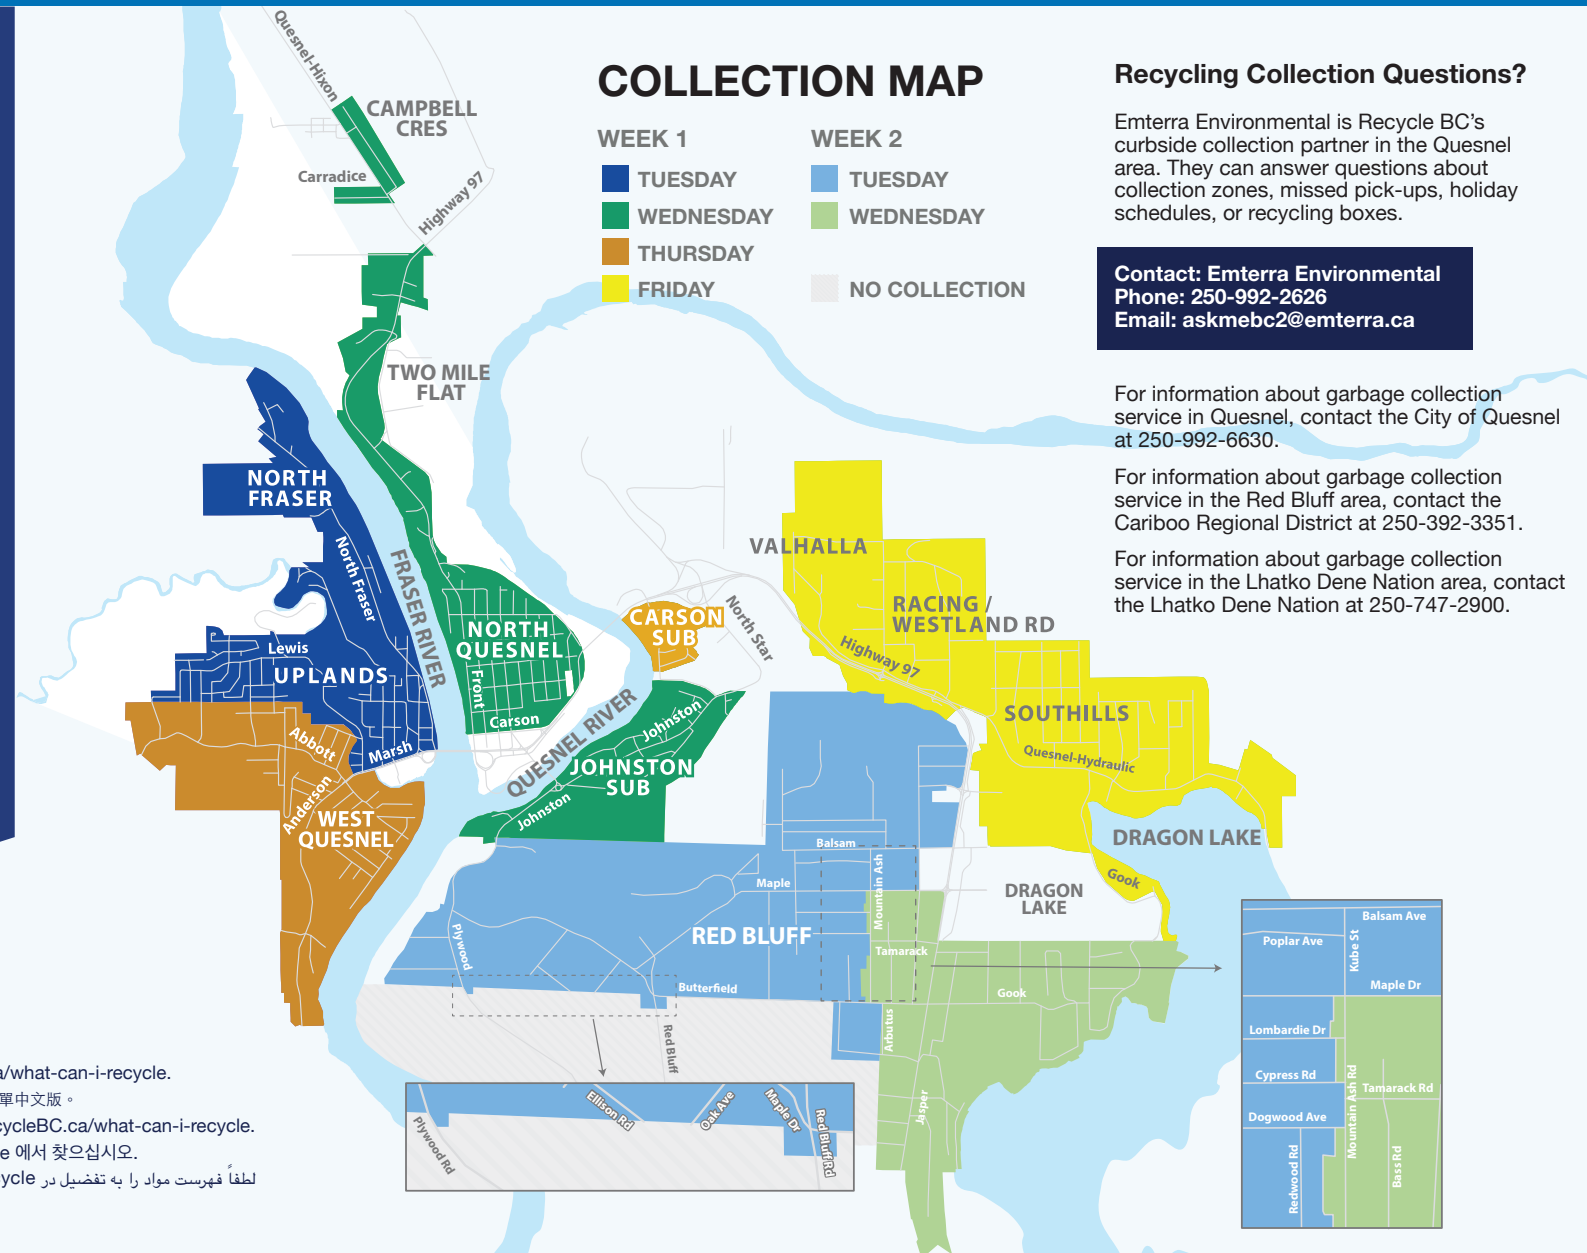 COLLECTION MAP
WEEK 1
TUESDAY
WEDNESDAY
THURSDAY
FRIDAY
WEEK 2
TUESDAY
WEDNESDAY
NO COLLECTION
Recycling Collection Questions?
Emterra Environmental is Recycle BC’s
curbside collection partner in the Quesnel
area. They can answer questions about
collection zones, missed pick-ups, holiday
schedules, or recycling boxes.
Contact: Emterra Environmental
Phone: 250-992-2626
Email: askmebc2@emterra.ca
For information about garbage collection
service in Quesnel, contact the City of Quesnel
at 250-992-6630.
For information about garbage collection
service in the Red Bluff area, contact the
Cariboo Regional District at 250-392-3351.
For information about garbage collection
service in the Lhatko Dene Nation area, contact
the Lhatko Dene Nation at 250-747-2900.
Quesnel-Hixon
CAMPBELL
CRES
Carradice
Highway 97
TWO MILE
FLAT
NORTH
FRASER
North Fraser
FRASER RIVER
Lewis
UPLANDS
NORTH
QUESNEL
Front
Carson
CARSON
SUB
North Star
VALHALLA
RACING /
WESTLAND RD
Highway 97
SOUTHILLS
Quesnel-Hydraulic
Abbott
Marsh
Anderson
WEST
QUESNEL
QUESNEL RIVER
Johnston
JOHNSTON
SUB
Johnston
DRAGON LAKE
Gook
DRAGON
LAKE
Balsam
Maple
Mountain Ash
RED BLUFF
Plywood
Tamarack
Butterfield
Gook
Arbutus
Red Bluff
Jasper
Plywood Rd
Ellison Rd
Oak Ave
Maple Dr
Red Bluff Rd
Balsam Ave
Poplar Ave
Kube St
Maple Dr
Lombardie Dr
Cypress Rd
Mountain Ash Rd
Tamarack Rd
Dogwood Ave
Redwood Rd
Bass Rd
a/what-can-i-recycle.
單中文版。
cycleBC.ca/what-can-i-recycle.
e 에서 찾으십시오.
لطفاً فهرست مواد را به تفضیل در ycle